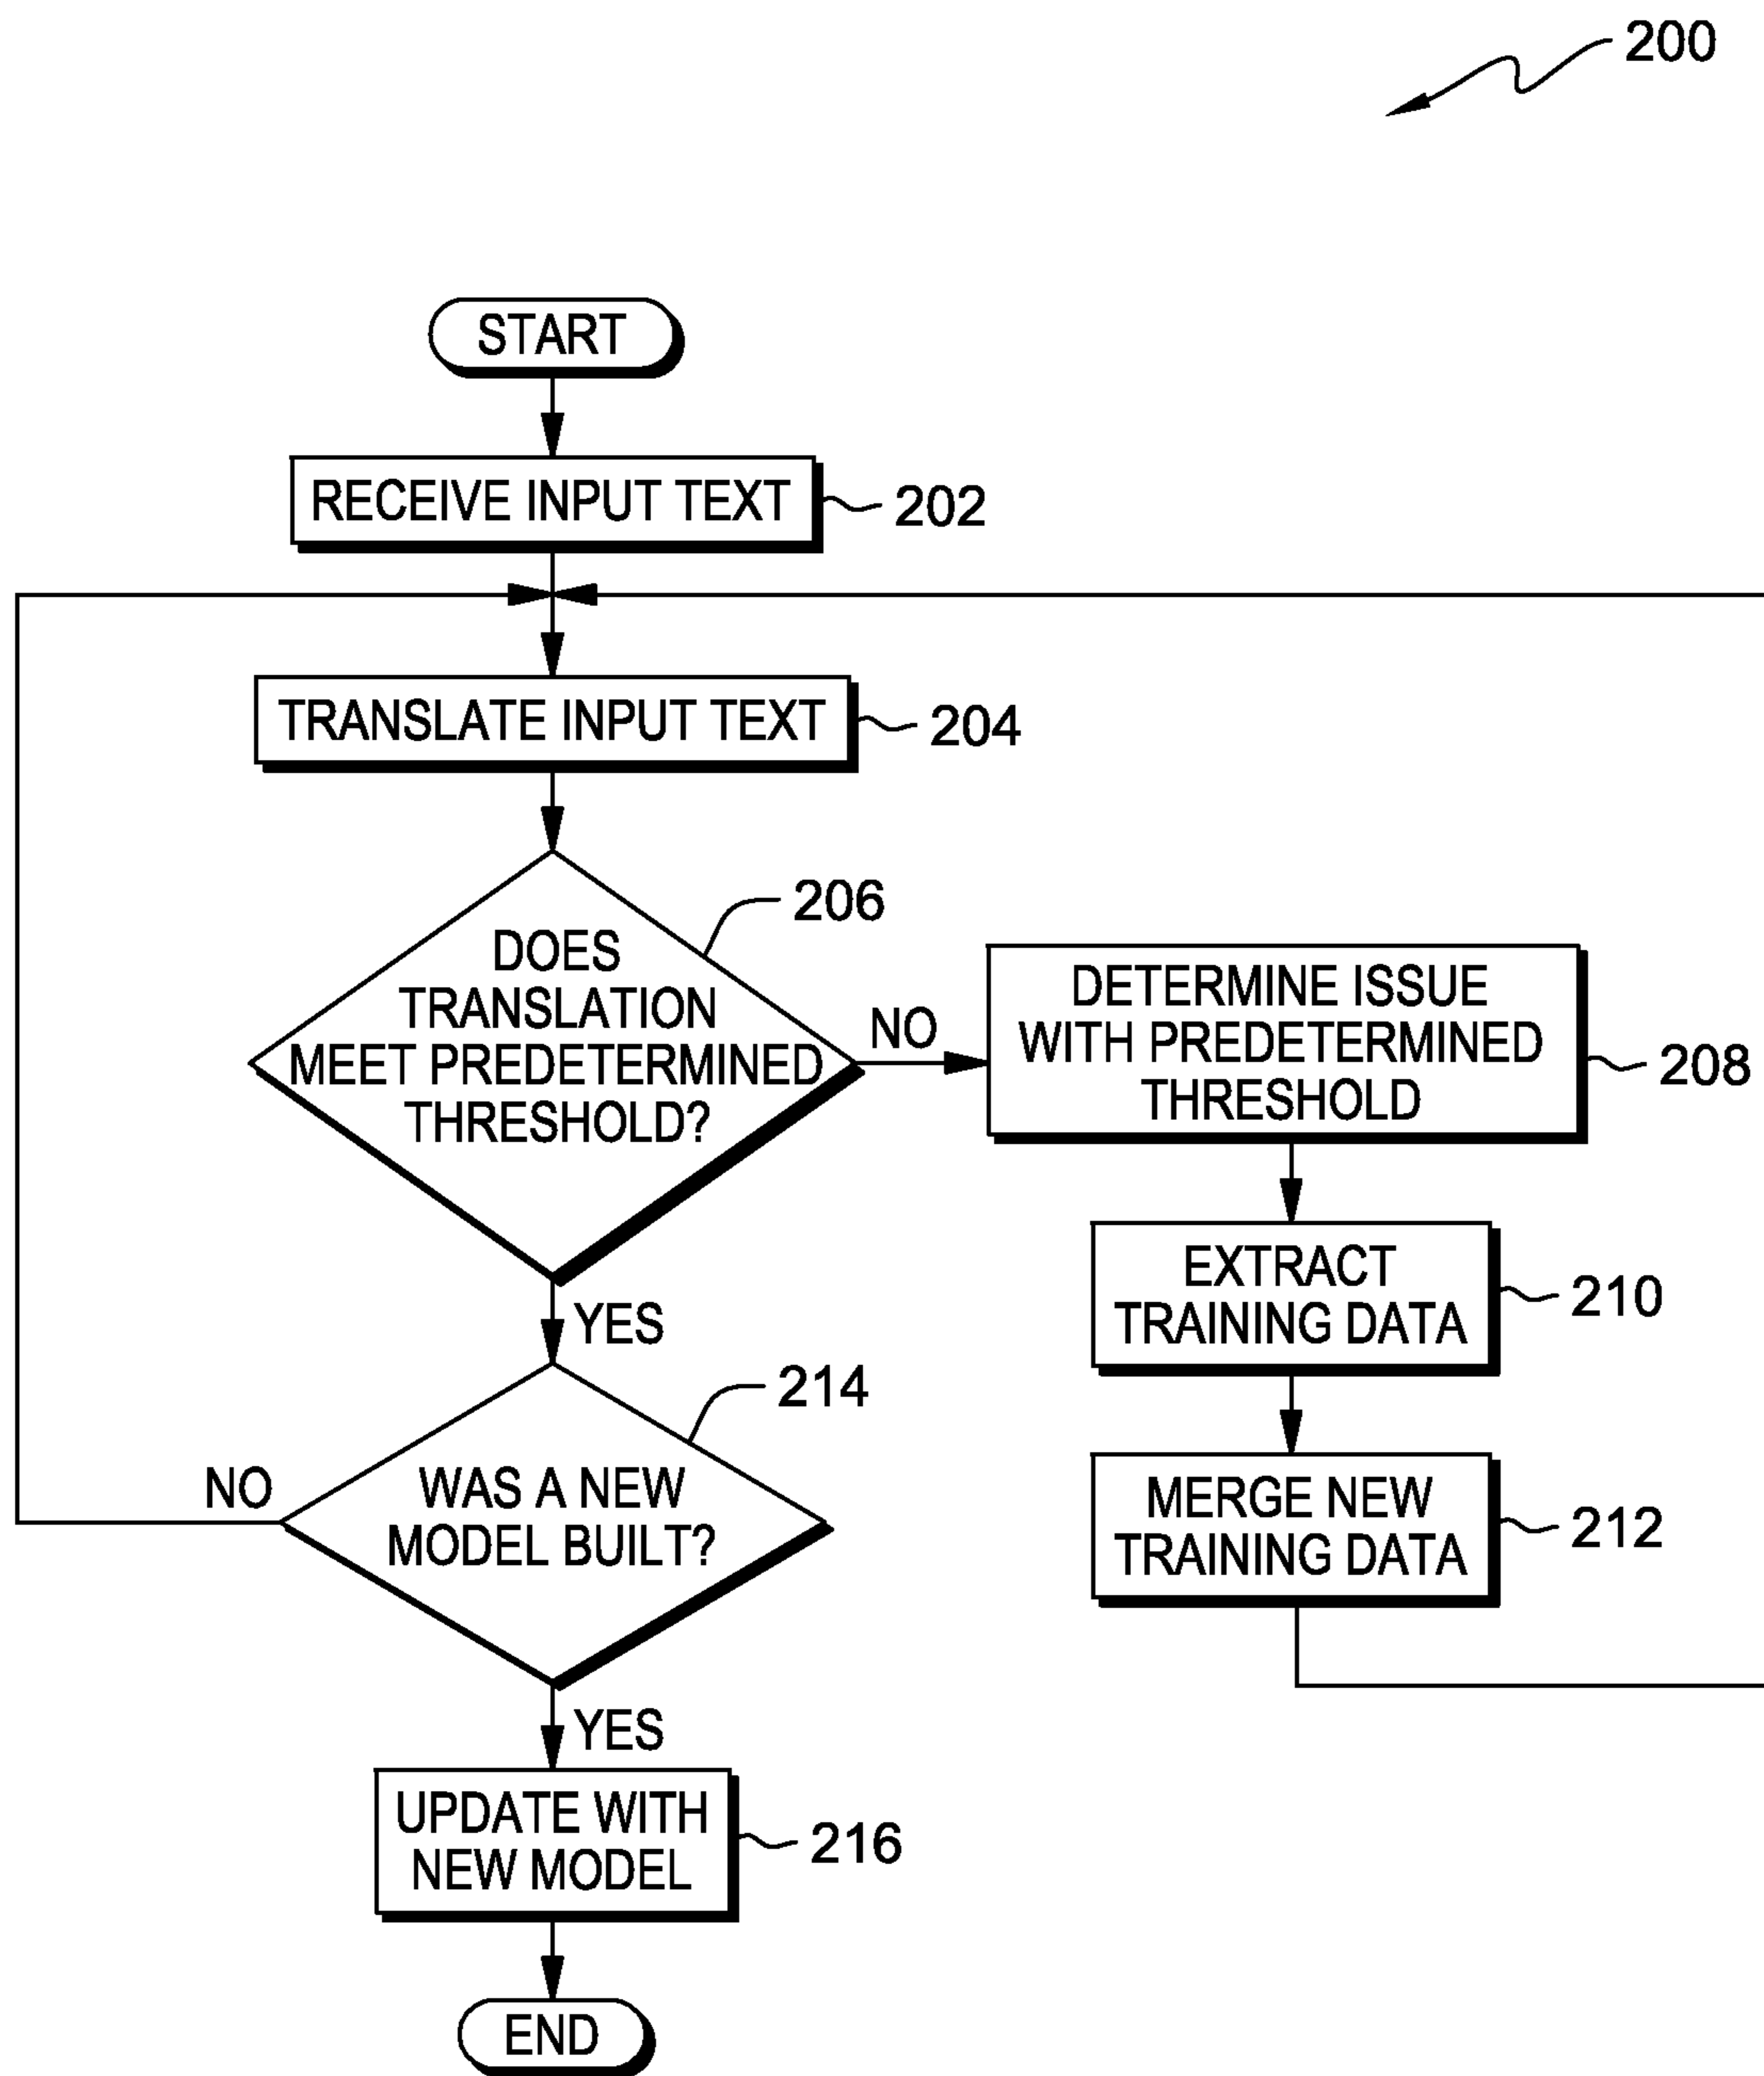 200
START
RECEIVE INPUT TEXT
202
TRANSLATE INPUT TEXT
204
206
DOES
TRANSLATION
MEET PREDETERMINED
THRESHOLD?
NO
DETERMINE ISSUE
WITH PREDETERMINED
THRESHOLD
208
EXTRACT
TRAINING DATA
210
YES
214
WAS A NEW
MODEL BUILT?
NO
MERGE NEW
TRAINING DATA
212
YES
UPDATE WITH
NEW MODEL
216
END